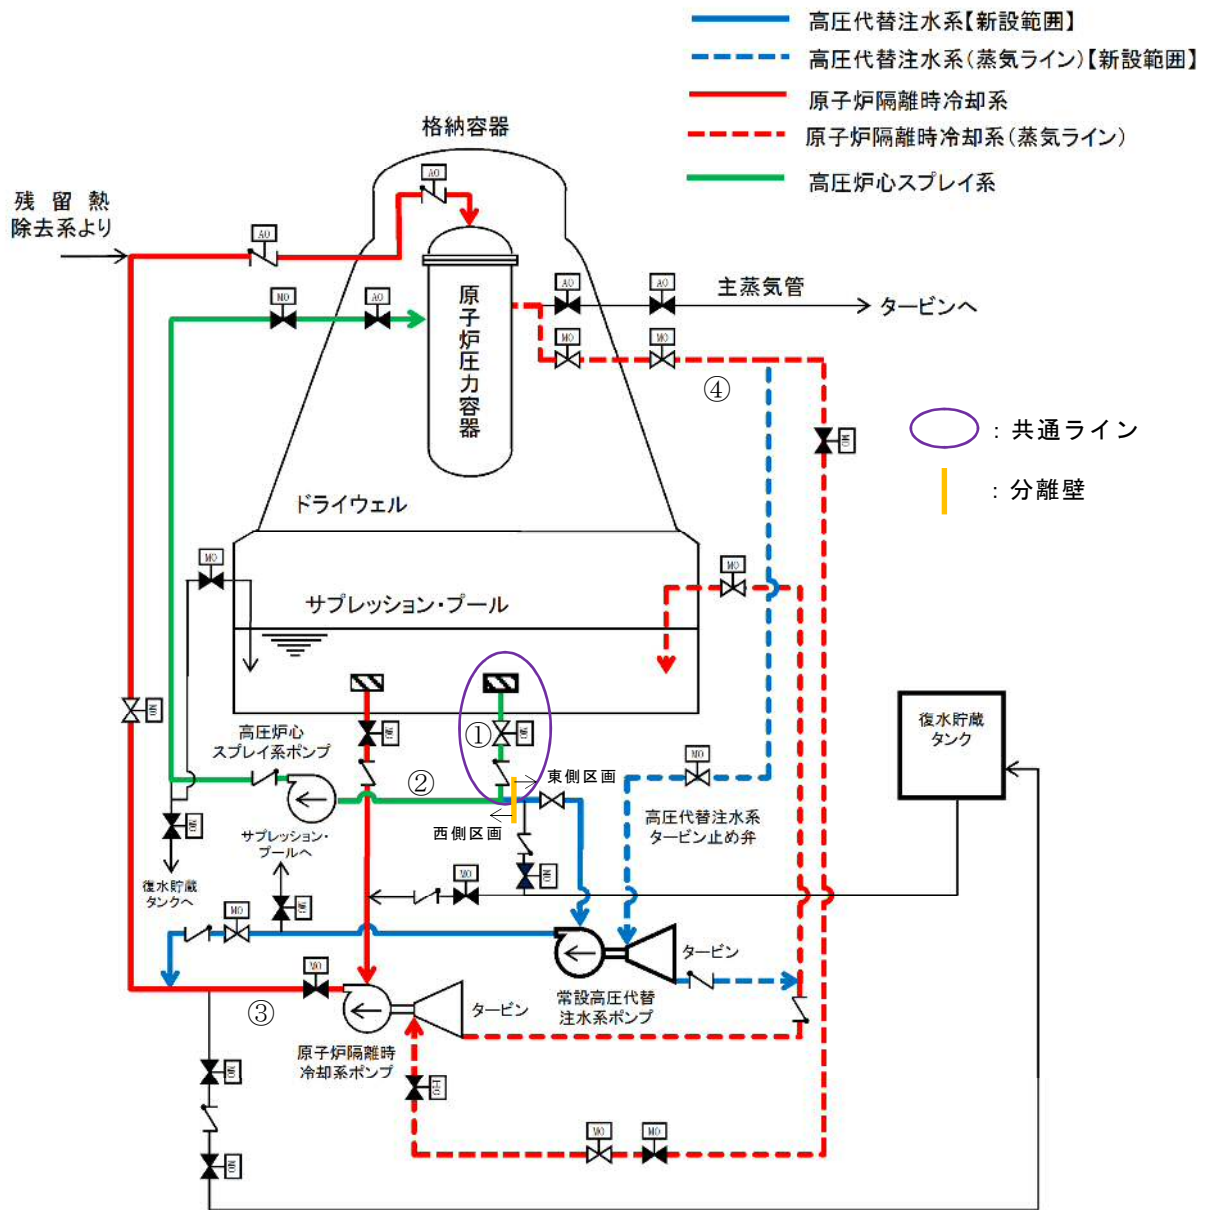 高圧代替注水系【新設範囲】
高圧代替注水系(蒸気ライン)【新設範囲】
原子炉隔離時冷却系
原子炉隔離時冷却系(蒸気ライン)
高圧炉心スプレイ系
格納容器
AO
残留熱
除去系より
AO
MO
AO
原子炉圧力容器
AO
AO
主蒸気管
タービンへ
MO
MO
④
MO
: 共通ライン
: 分離壁
ドライウェル
MO
サプレッション・プール
MO
MO
高圧炉心
スプレイ系ポンプ
MO
①
MO
②
東側区画
西側区画
MO
高圧代替注水系
タービン止め弁
復水貯蔵
タンク
MO
サプレッション・
プールへ
復水貯蔵
タンクへ
MO
MO
MO
MO
タービン
常設高圧代替
注水系ポンプ
MO
③
タービン
原子炉隔離時
冷却系ポンプ
MO
MO
MO
MO